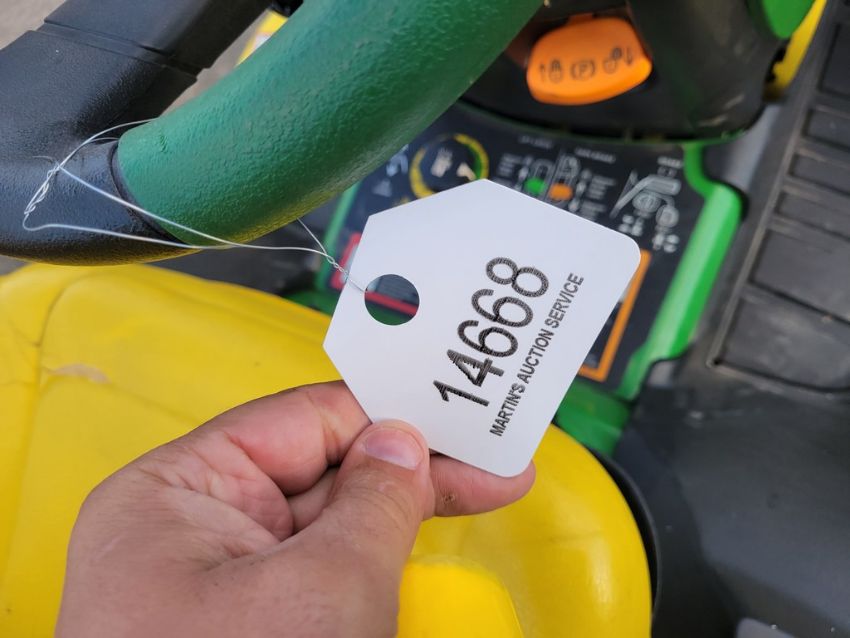 14668
MARTIN'S AUCTION SERVICE